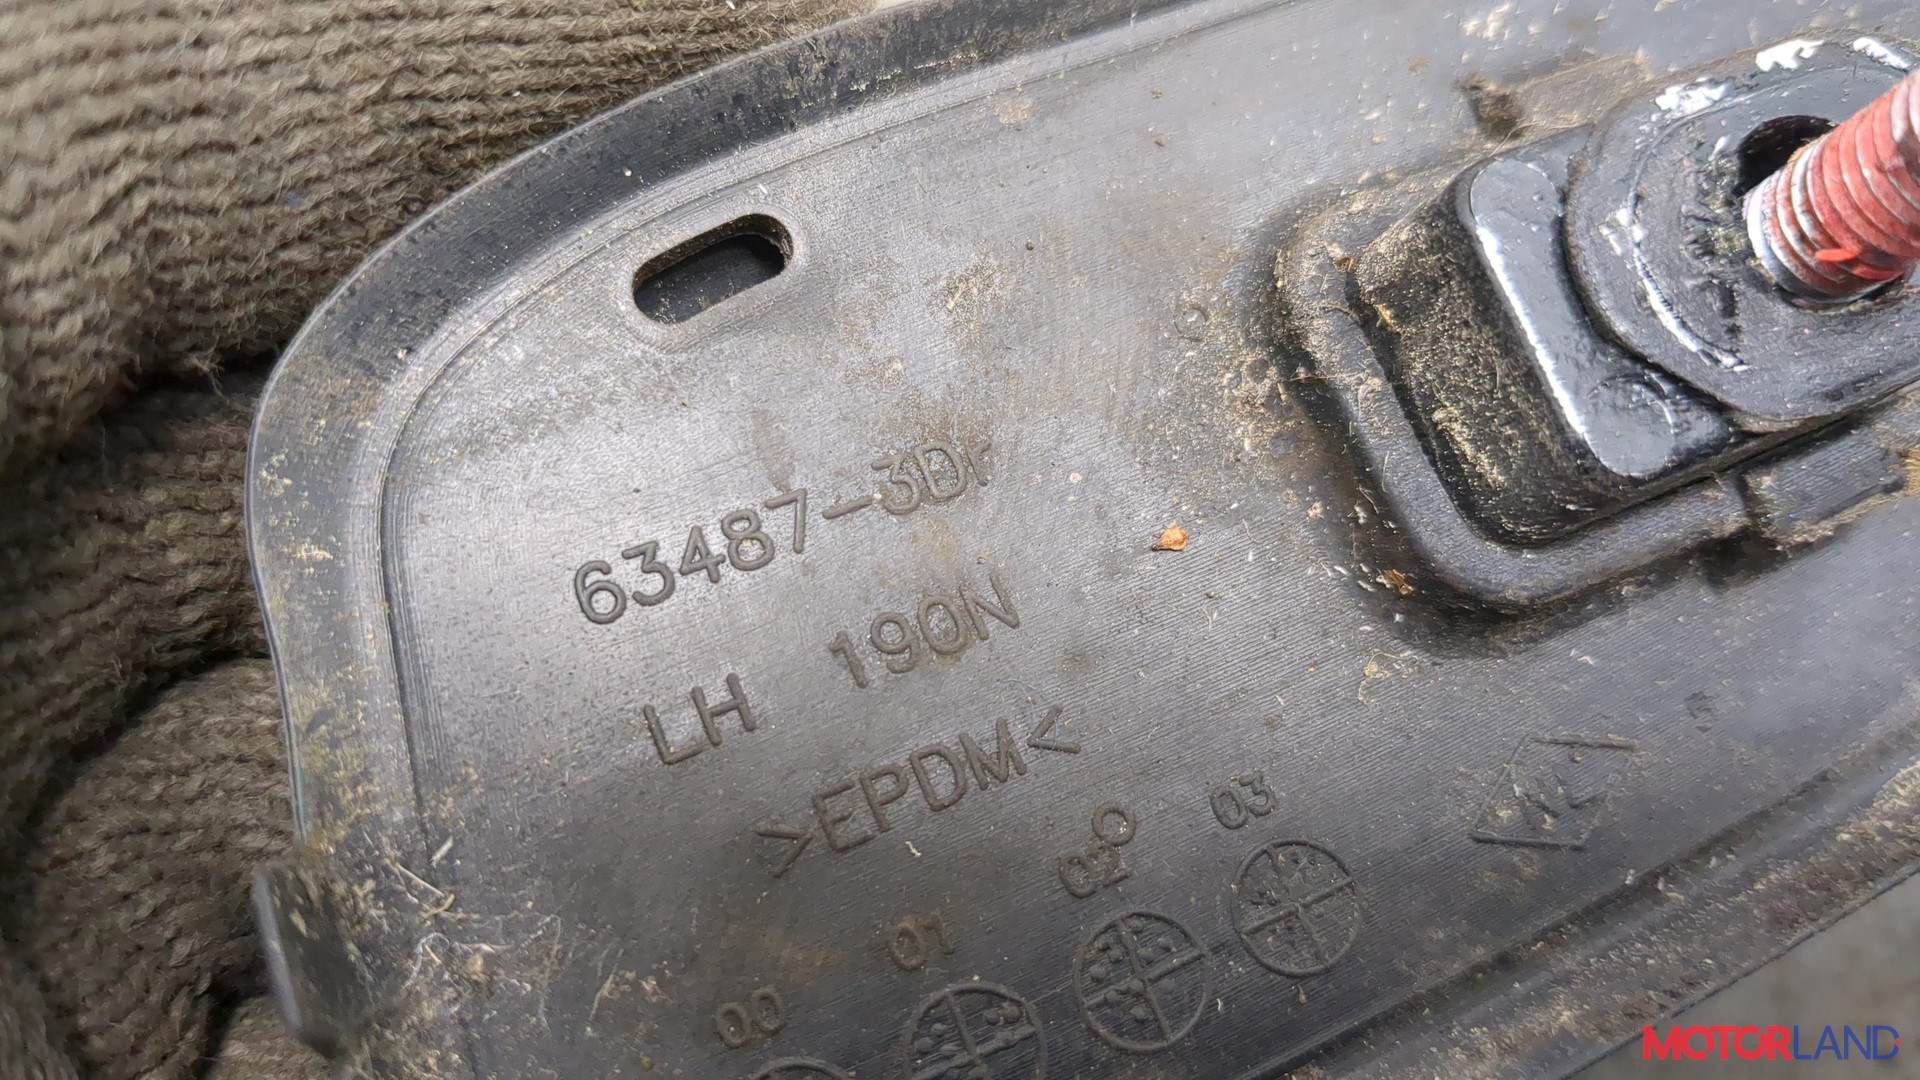 63487-3D
LH 190N
>EPDM<
00
01
02
03
MOTORLAND